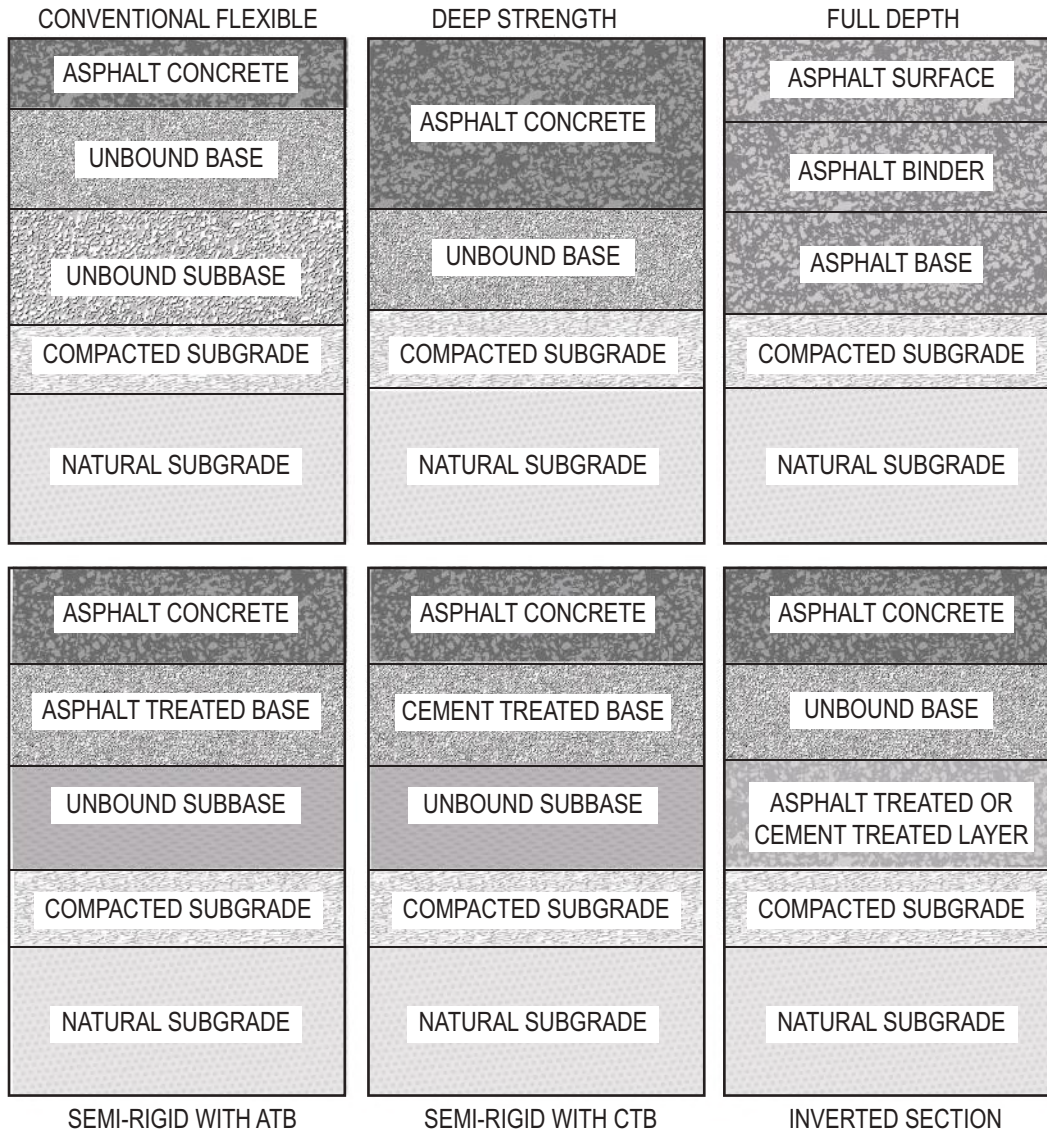 CONVENTIONAL FLEXIBLE
ASPHALT CONCRETE
UNBOUND BASE
UNBOUND SUBBASE
COMPACTED SUBGRADE
NATURAL SUBGRADE
DEEP STRENGTH
ASPHALT CONCRETE
UNBOUND BASE
COMPACTED SUBGRADE
NATURAL SUBGRADE
FULL DEPTH
ASPHALT SURFACE
ASPHALT BINDER
ASPHALT BASE
COMPACTED SUBGRADE
NATURAL SUBGRADE
ASPHALT CONCRETE
ASPHALT TREATED BASE
UNBOUND SUBBASE
COMPACTED SUBGRADE
NATURAL SUBGRADE
SEMI-RIGID WITH ATB
ASPHALT CONCRETE
CEMENT TREATED BASE
UNBOUND SUBBASE
COMPACTED SUBGRADE
NATURAL SUBGRADE
SEMI-RIGID WITH CTB
ASPHALT CONCRETE
UNBOUND BASE
ASPHALT TREATED OR
CEMENT TREATED LAYER
COMPACTED SUBGRADE
NATURAL SUBGRADE
INVERTED SECTION